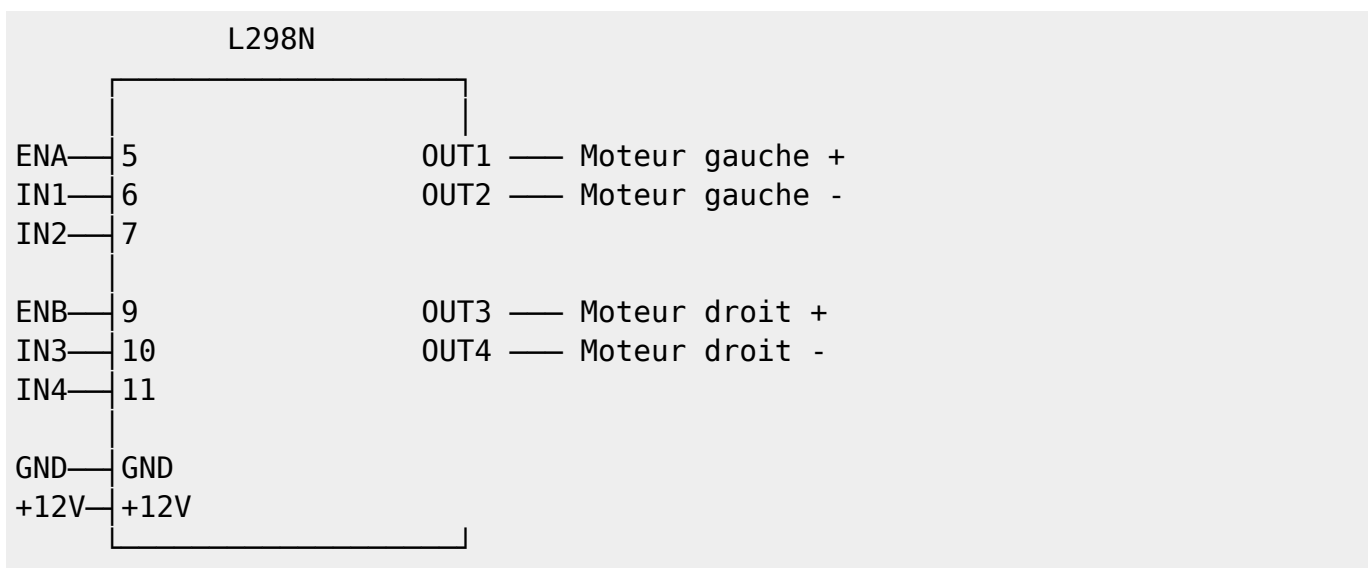 L298N
ENA 5 OUT1 Moteur gauche +
IN1 6 OUT2 Moteur gauche -
IN2 7
ENB 9 OUT3 Moteur droit +
IN3 10 OUT4 Moteur droit -
IN4 11
GND GND
+12V +12V